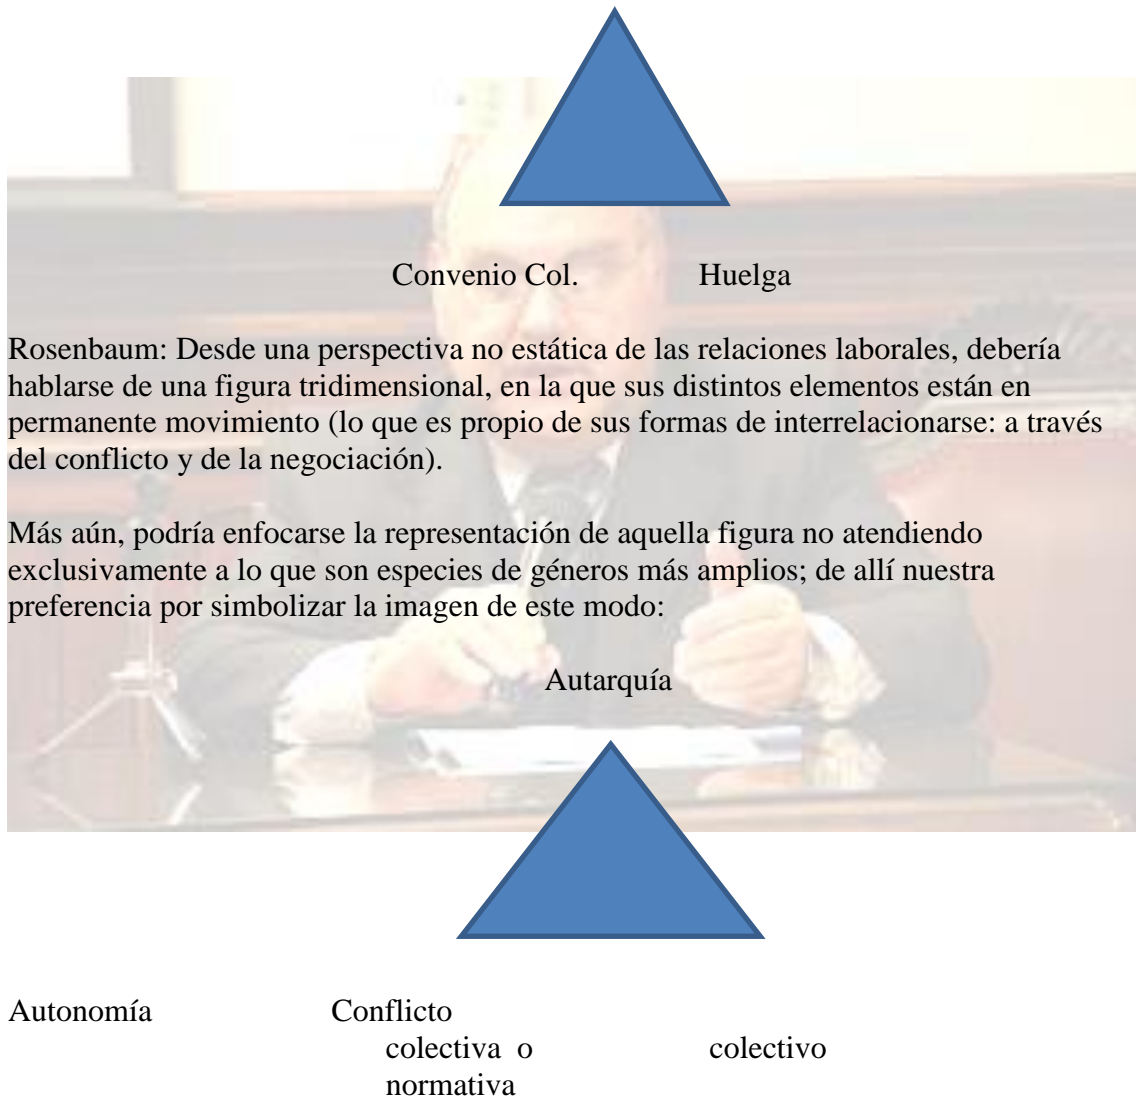 Convenio Col. Huelga
Rosenbaum: Desde una perspectiva no estática de las relaciones laborales, debería
hablarse de una figura tridimensional, en la que sus distintos elementos están en
permanente movimiento (lo que es propio de sus formas de interrelacionarse: a través
del conflicto y de la negociación).
Más aún, podría enfocarse la representación de aquella figura no atendiendo
exclusivamente a lo que son especies de géneros más amplios; de allí nuestra
preferencia por simbolizar la imagen de este modo:
Autarquía
Autonomía Conflicto
colectiva o colectivo
normativa